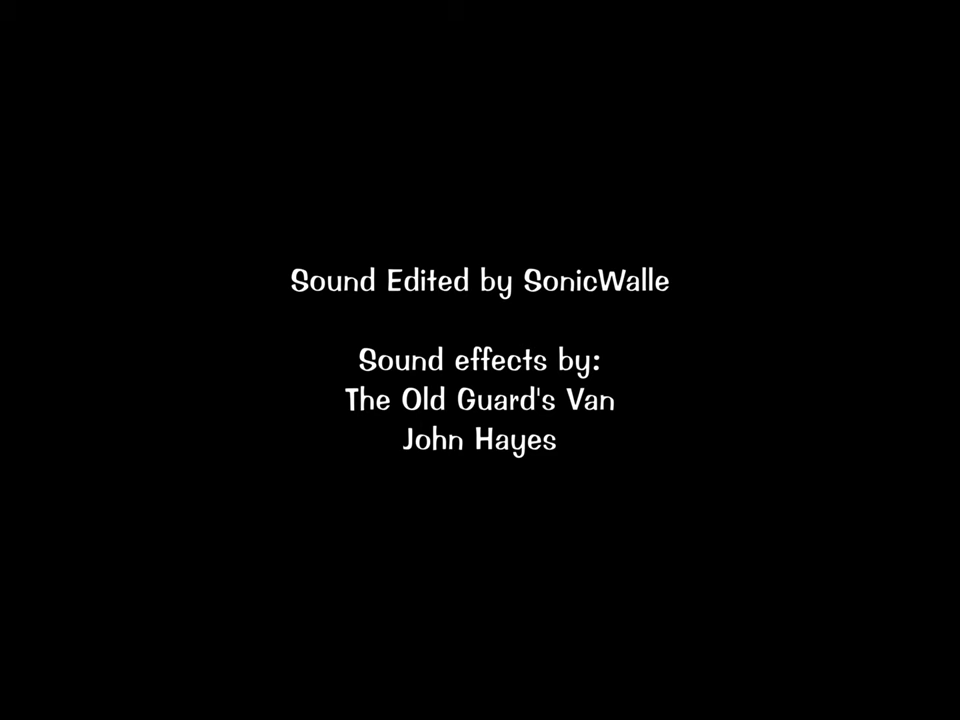 Sound Edited by SonicWalle
Sound effects by:
The Old Guard's Van
John Hayes